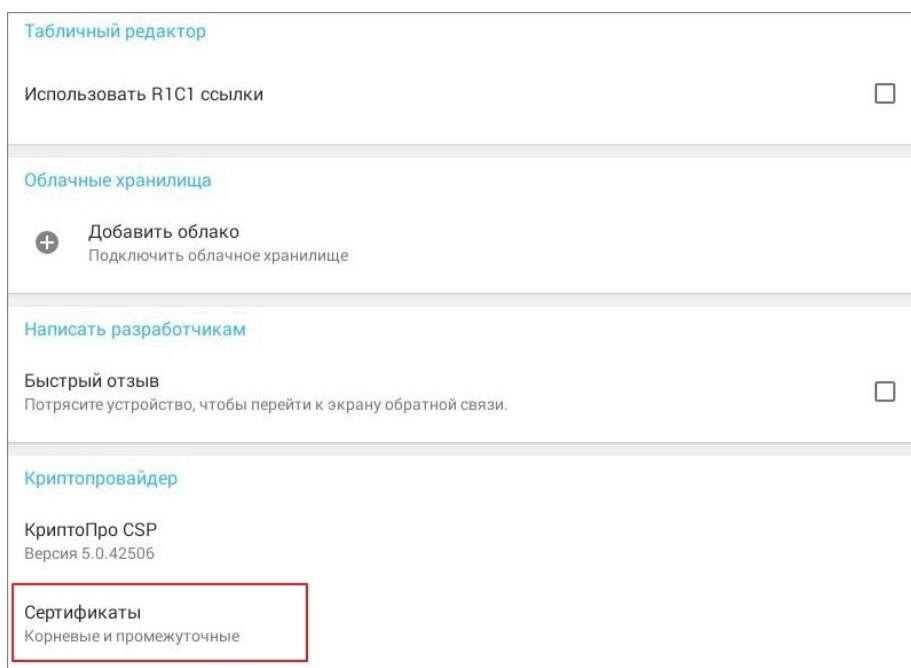 Табличный редактор
Использовать R1C1 ссылки
Облачные хранилища
Добавить облако
Подключить облачное хранилище
Написать разработчикам
Быстрый отзыв
Потрясите устройство, чтобы перейти к экрану обратной связи.
Криптопровайдер
КриптоПро CSP
Версия 5.0.42506
Сертификаты
Корневые и промежуточные